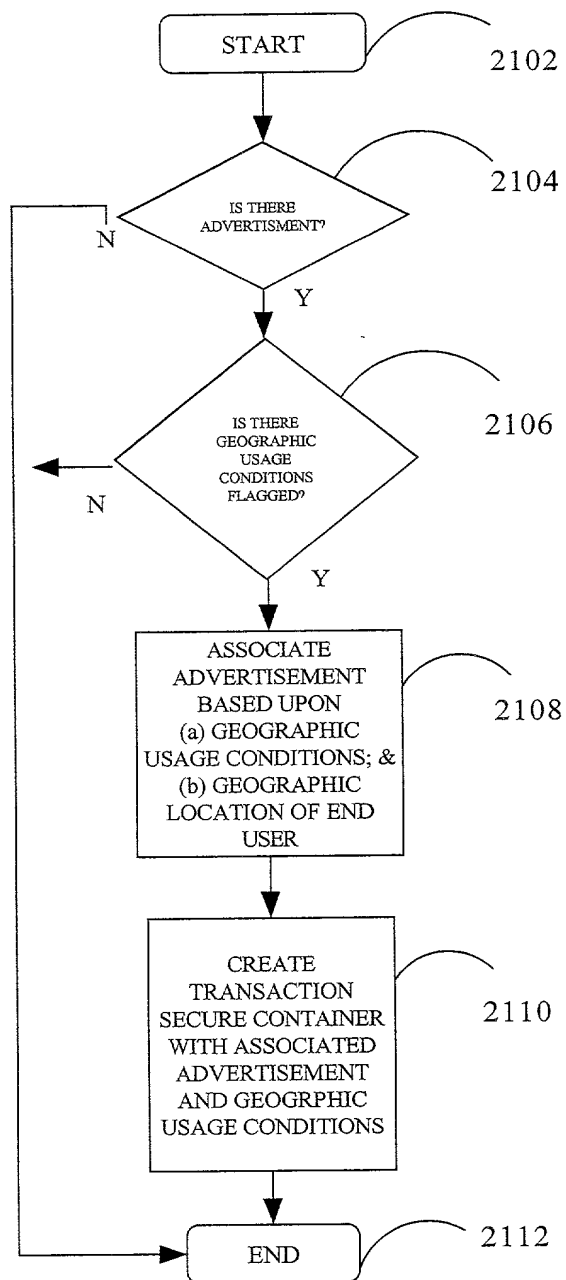 START
2102
2104
IS THERE
ADVERTISMENT?
N
Y
2106
IS THERE
GEOGRAPHIC
USAGE
CONDITIONS
FLAGGED?
N
Y
ASSOCIATE
ADVERTISEMENT
BASED UPON
(a) GEOGRAPHIC
USAGE CONDITIONS; &
(b) GEOGRAPHIC
LOCATION OF END
USER
2108
CREATE
TRANSACTION
SECURE CONTAINER
WITH ASSOCIATED
ADVERTISEMENT
AND GEOGRPHIC
USAGE CONDITIONS
2110
END
2112